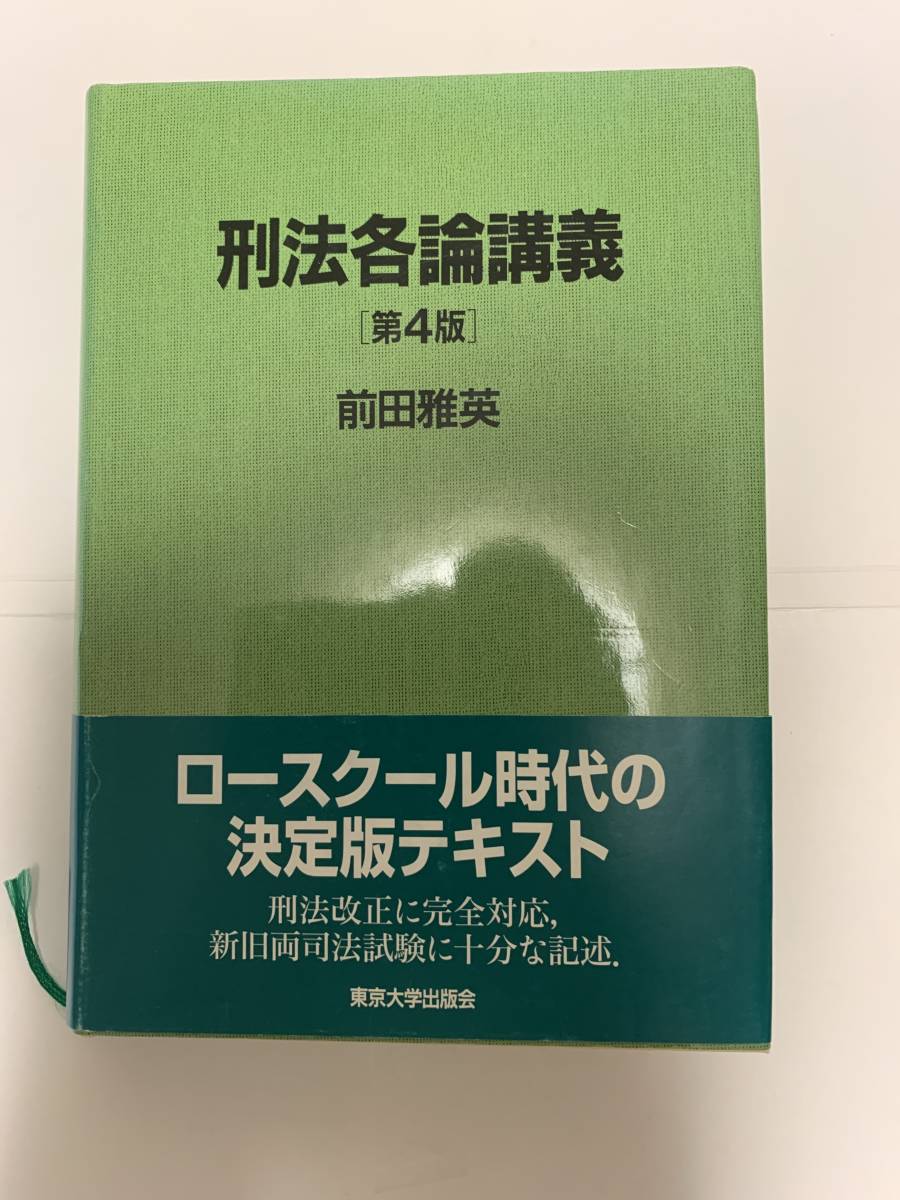 刑法各論講義
[第4版]
前田雅英
ロースクール時代の
決定版テキスト
刑法改正に完全対応,
新旧両司法試験に十分な記述.
東京大学出版会